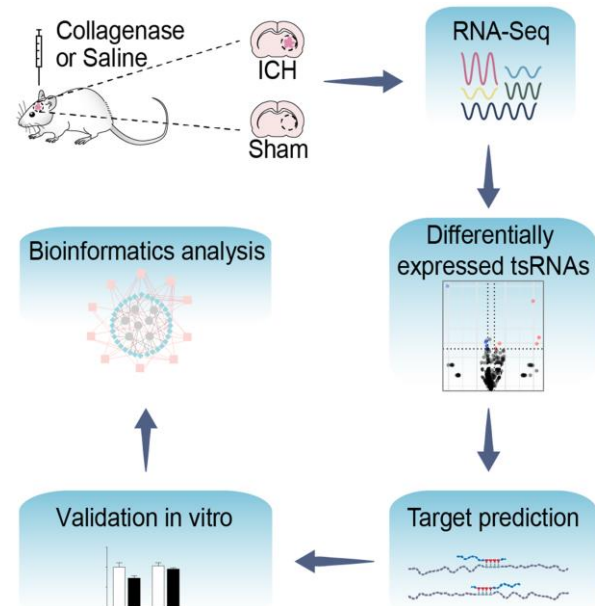 Collagenase
or Saline
ICH
Sham
RNA-Seq
Differentially
expressed tsRNAs
Target prediction
Validation in vitro
Bioinformatics analysis